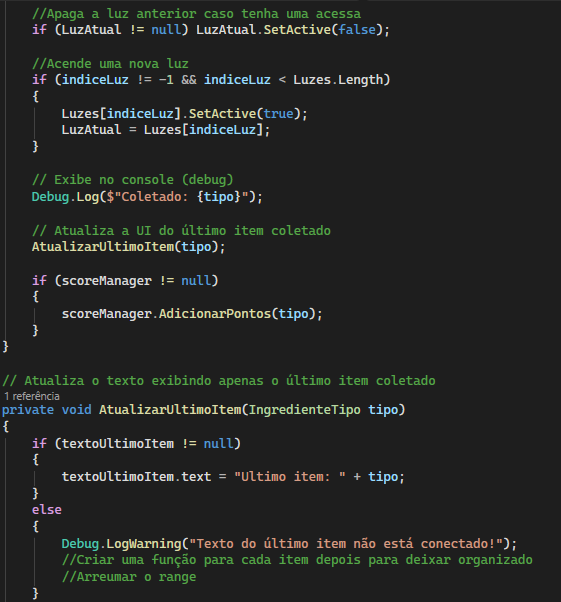 //Apaga a luz anterior caso tenha uma acessa
if (LuzAtual != null) LuzAtual.SetActive(false);
//Acende uma nova luz
if (indiceLuz != -1 && indiceLuz < Luzes.Length)
{
Luzes[indiceLuz].SetActive(true);
LuzAtual = Luzes[indiceLuz];
}
// Exibe no console (debug)
Debug.Log($"Coletado: {tipo}");
// Atualiza a UI do último item coletado
AtualizarUltimoItem(tipo);
if (scoreManager != null)
{
scoreManager.AdicionarPontos(tipo);
}
}
// Atualiza o texto exibindo apenas o último item coletado
1 referência
private void AtualizarUltimoItem(IngredienteTipo tipo)
{
if (textoUltimoItem != null)
{
textoUltimoItem.text = "Ultimo item: " + tipo;
}
else
{
Debug.LogWarning("Texto do último item não está conectado!");
//Criar uma função para cada item depois para deixar organizado
//Arreumar o range
}